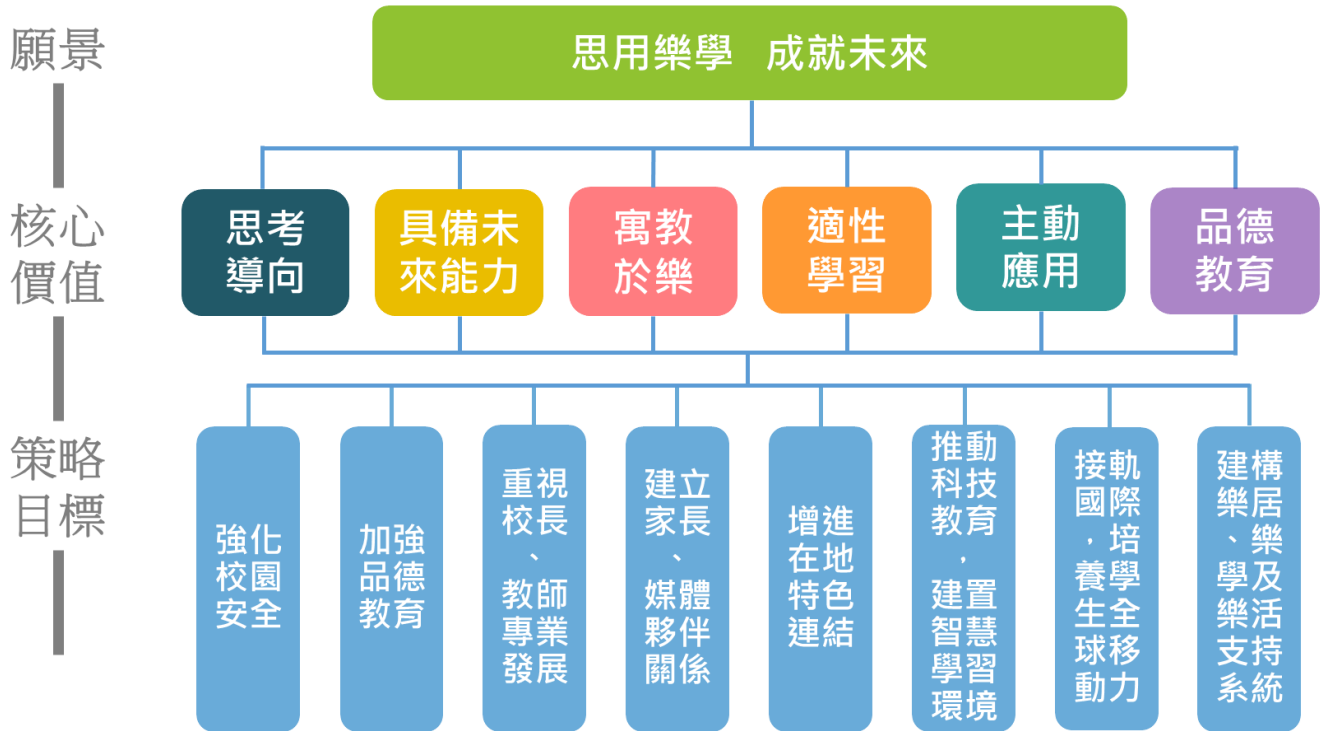 願景
思用樂學 成就未來
核心
價值
思考
導向
具備未
來能力
寓教
於樂
適性
學習
主動
應用
品德
教育
策略
目標
強化
校園
安全
加強
品德
教育
重視
校長
、
教師
專業
發展
建立
家長
、
媒體
夥伴
關係
增進
在地
特色
連結
推動
科技
教育
，
建置
智慧
學習
環境
接軌
國際
，培
養學
生全
球移
動力
建構
樂居
、樂
學及
樂活
支持
系統